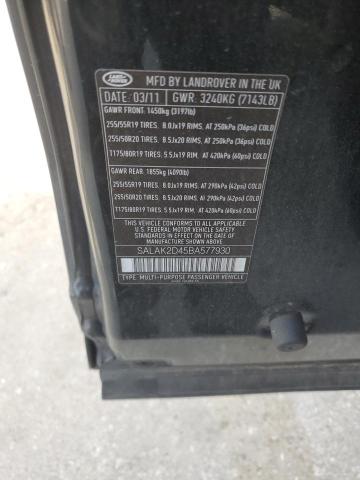 LAND ROVER
MFD BY LANDROVER IN THE UK
DATE: 03/11 GWR. 3240KG (7143LB)
GAWR FRONT: 1450kg (3197lb)
255/55R19 TIRES. 8.0Jx19 RIMS, AT 250kPa (36psi) COLD
255/50R20 TIRES. 8.5Jx20 RIMS, AT 250kPa (36psi) COLD
T175/80R19 TIRES. 5.5Jx19 RIM, AT 420kPa (60psi) COLD
GAWR REAR: 1855kg (4090lb)
255/55R19 TIRES. 8.0Jx19 RIMS, AT 290kPa (42psi) COLD
255/50R20 TIRES. 8.5Jx20 RIMS, AT 290kPa (42psi) COLD
T175/80R19 TIRES. 5.5Jx19 RIM, AT 420kPa (60psi) COLD
THIS VEHICLE CONFORMS TO ALL APPLICABLE
U.S. FEDERAL MOTOR VEHICLE SAFETY
STANDARDS IN EFFECT ON THE DATE OF
MANUFACTURE SHOWN ABOVE
SALAK2D45BA577930
TYPE: MULTI-PURPOSE PASSENGER VEHICLE